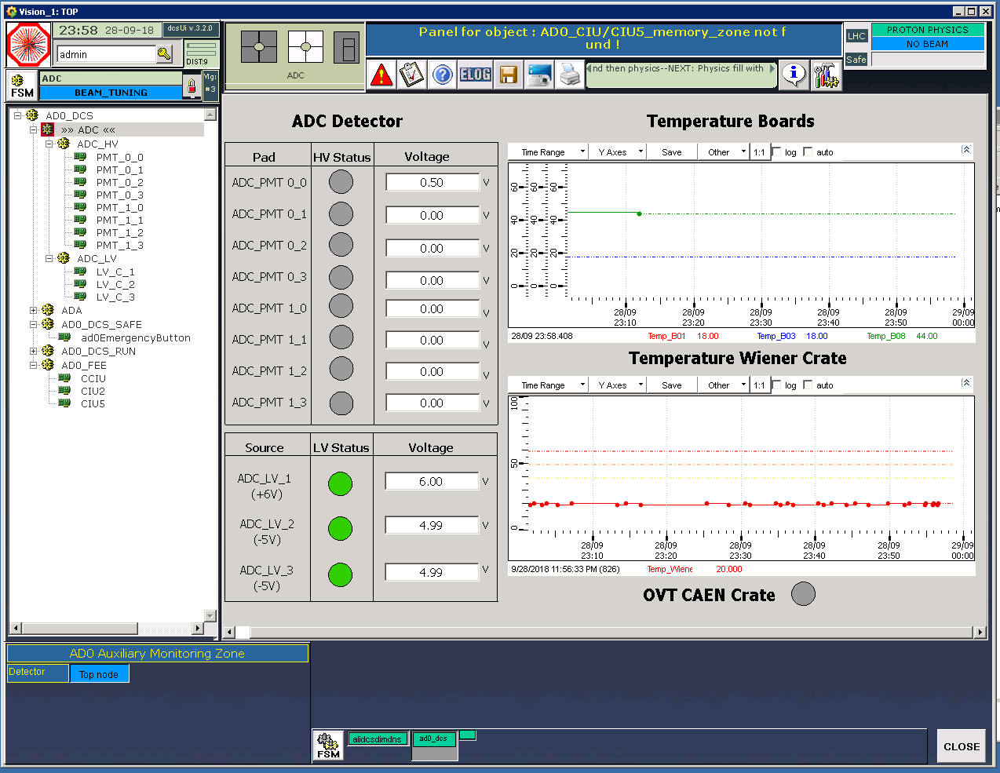 Vision_1: TOP
23:58 28-09-18
dcsUi v.3.2.0
admin
DIST:9
FSM
ADC
BEAM_TUNING
Mg:
#3
ADC
Panel for object : AD0_CIU/CIU5_memory_zone not f
und !
LHC
PROTON PHYSICS
NO BEAM
Safe
ELOG
nd then physics--NEXT: Physics fill with
AD0_DCS
»» ADC ««
ADC_HV
PMT_0_0
PMT_0_1
PMT_0_2
PMT_0_3
PMT_1_0
PMT_1_1
PMT_1_2
PMT_1_3
ADC_LV
LV_C_1
LV_C_2
LV_C_3
ADA
AD0_DCS_SAFE
ad0EmergencyButton
AD0_DCS_RUN
AD0_FEE
CCIU
CIU2
CIU5
ADC Detector
Pad HV Status Voltage
ADC_PMT 0_0 0.50 V
ADC_PMT 0_1 0.00 V
ADC_PMT 0_2 0.00 V
ADC_PMT 0_3 0.00 V
ADC_PMT 1_0 0.00 V
ADC_PMT 1_1 0.00 V
ADC_PMT 1_2 0.00 V
ADC_PMT 1_3 0.00 V
Source LV Status Voltage
ADC_LV_1
(+6V)
6.00 V
ADC_LV_2
(-5V)
4.99 V
ADC_LV_3
(-5V)
4.99 V
Temperature Boards
Time Range Y Axes Save Other 1:1 log auto
60 60 60
40 40 40
20 20 20
0 0 0
28/09 28/09 28/09 28/09 28/09 29/09
23:10 23:20 23:30 23:40 23:50 00:00
28/09 23:58.408 Temp_B01 18.00 Temp_B03 18.00 Temp_B08 44.00
Temperature Wiener Crate
Time Range Y Axes Save Other 1:1 log auto
100
50
0
28/09 28/09 28/09 28/09 28/09 29/09
23:10 23:20 23:30 23:40 23:50 00:00
9/28/2018 11:56:33 PM (826) Temp_Wiene 20.000
OVT CAEN Crate
AD0 Auxiliary Monitoring Zone
Detector Top node
FSM
alidcsdimdns
ad0_dcs
CLOSE